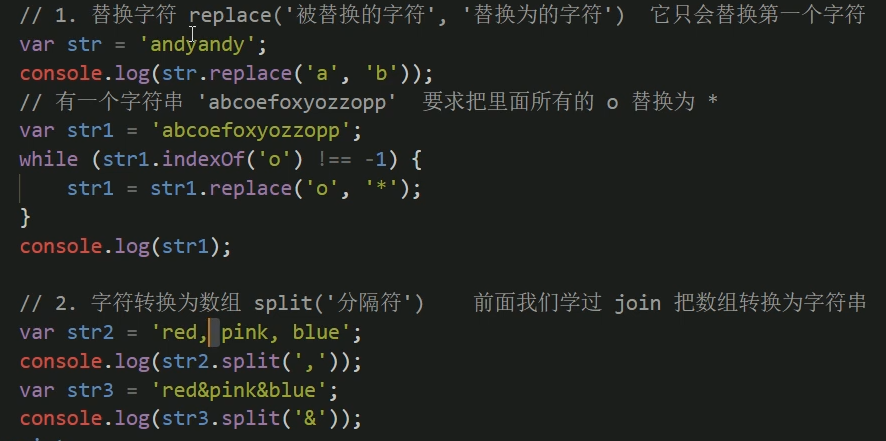 // 1. 替换字符 replace('被替换的字符', '替换为的字符')  它只会替换第一个字符
var str = 'andyandy';
console.log(str.replace('a', 'b'));
// 有一个字符串 'abcoefoxyozzopp'  要求把里面所有的 o 替换为 *
var str1 = 'abcoefoxyozzopp';
while (str1.indexOf('o') !== -1) {
    str1 = str1.replace('o', '*');
}
console.log(str1);
// 2. 字符转换为数组 split('分隔符')    前面我们学过 join 把数组转换为字符串
var str2 = 'red, pink, blue';
console.log(str2.split(','));
var str3 = 'red&pink&blue';
console.log(str3.split('&'));